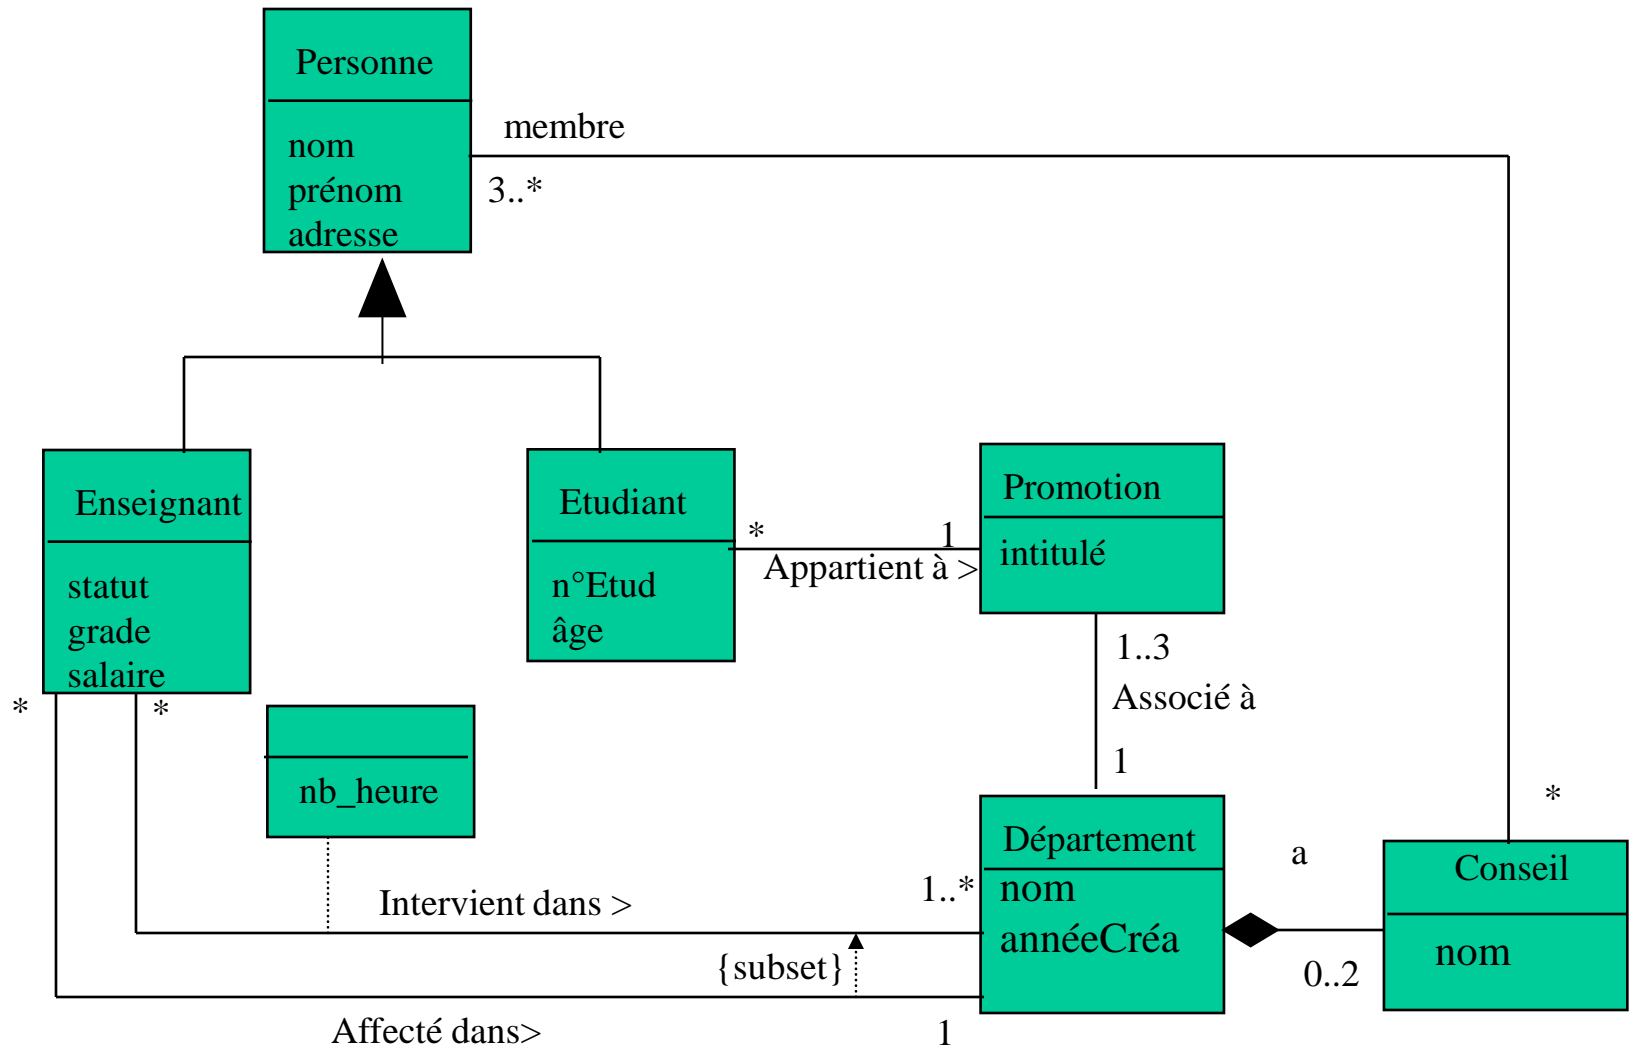 Personne
nom
prénom
adresse
membre
3..*
Enseignant
statut
grade
salaire
Etudiant
n°Etud
âge
*
1
Appartient à >
Promotion
intitulé
1..3
Associé à
1
*
*
nb_heure
Intervient dans >
1..*
{subset}
Affecté dans>
1
Département
nom
annéeCréa
a
0..2
*
Conseil
nom